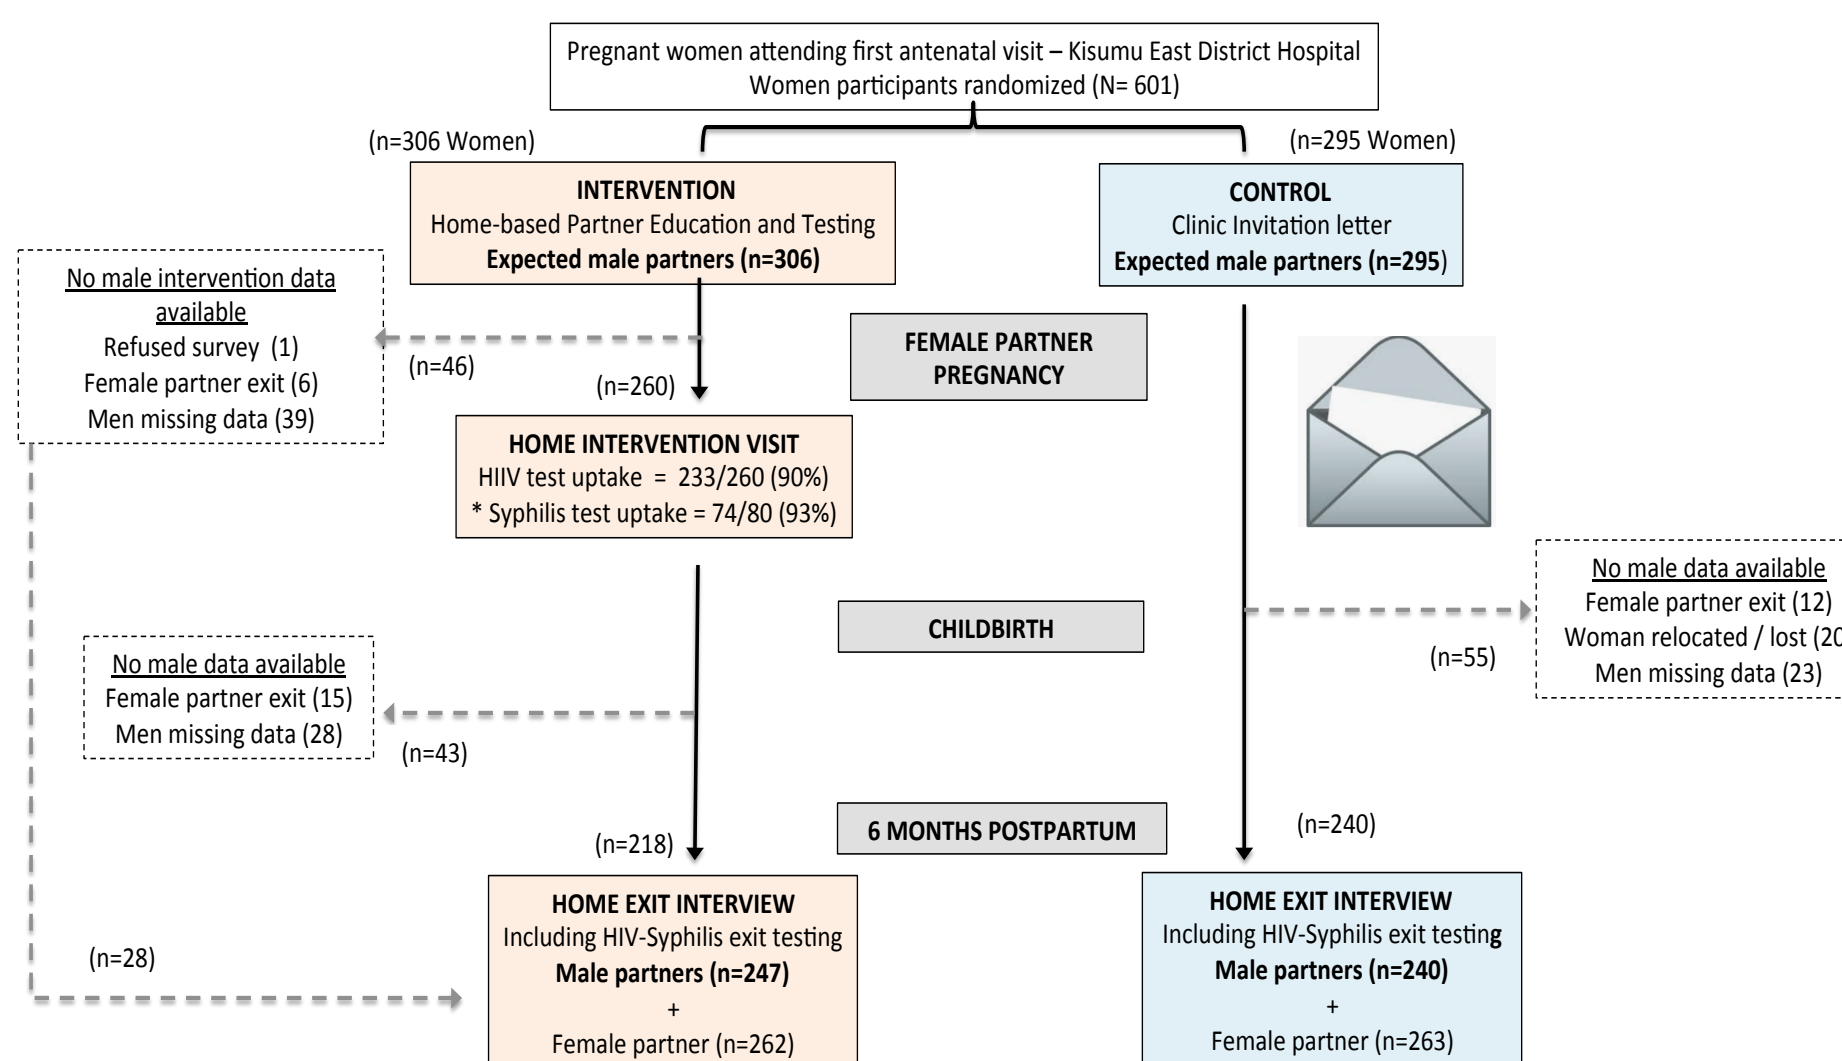 Pregnant women attending first antenatal visit – Kisumu East District Hospital
Women participants randomized (N= 601)
(n=306 Women)
(n=295 Women)
INTERVENTION
Home-based Partner Education and Testing
Expected male partners (n=306)
CONTROL
Clinic Invitation letter
Expected male partners (n=295)
No male intervention data
available
Refused survey (1)
Female partner exit (6)
Men missing data (39)
(n=46)
(n=260)
FEMALE PARTNER
PREGNANCY
HOME INTERVENTION VISIT
HIIV test uptake = 233/260 (90%)
* Syphilis test uptake = 74/80 (93%)
No male data available
Female partner exit (12)
Woman relocated / lost (20
Men missing data (23)
(n=55)
CHILDBIRTH
No male data available
Female partner exit (15)
Men missing data (28)
(n=43)
6 MONTHS POSTPARTUM
(n=218)
(n=240)
(n=28)
HOME EXIT INTERVIEW
Including HIV-Syphilis exit testing
Male partners (n=247)
+
Female partner (n=262)
HOME EXIT INTERVIEW
Including HIV-Syphilis exit testing
Male partners (n=240)
+
Female partner (n=263)